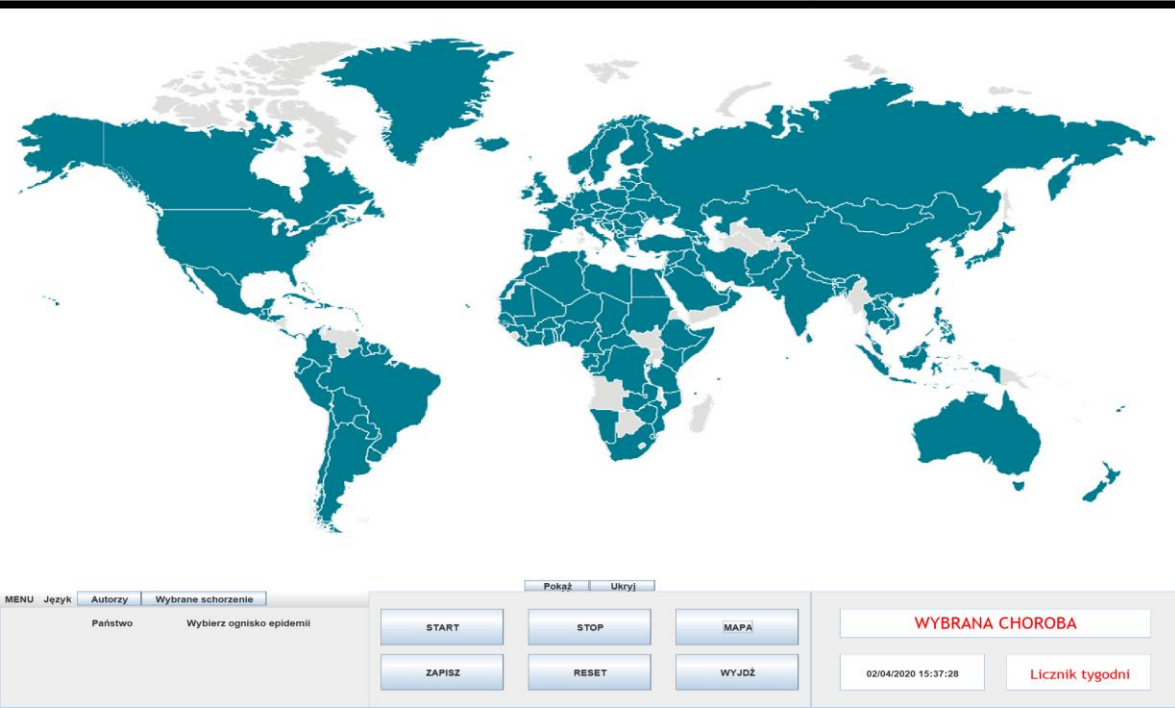 Pokąż Ukryj
MENU Język Autorzy Wybrane schorzenie
Państwo Wybierz ognisko epidemii
START STOP MAPA
WYBRANA CHOROBA
ZAPISZ RESET WYJDŹ
02/04/2020 15:37:28 Licznik tygodni